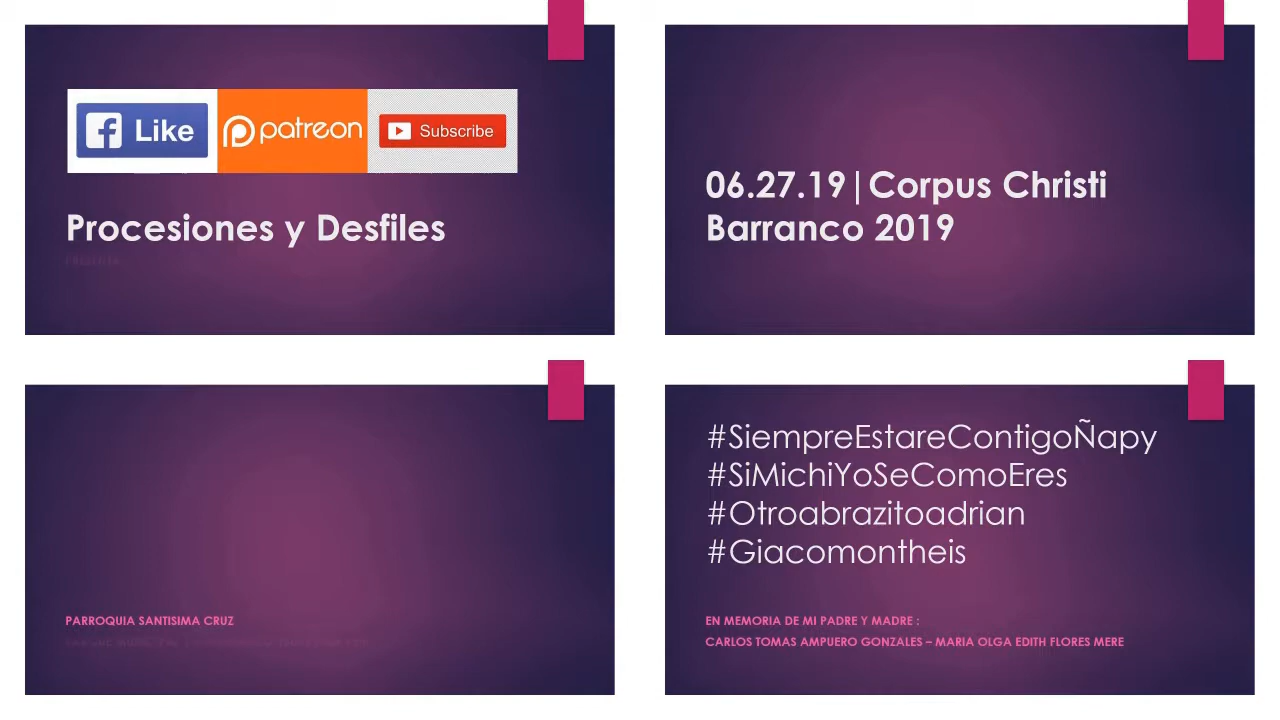 Like patreon Subscribe
Procesiones y Desfiles
06.27.19|Corpus Christi
Barranco 2019
PARROQUIA SANTISIMA CRUZ
#SiempreEstareContigoÑapy
#SiMichiYoSeComoEres
#Otroabrazitoadrian
#Giacomontheis
EN MEMORIA DE MI PADRE Y MADRE :
CARLOS TOMAS AMPUERO GONZALES – MARIA OLGA EDITH FLORES MERE